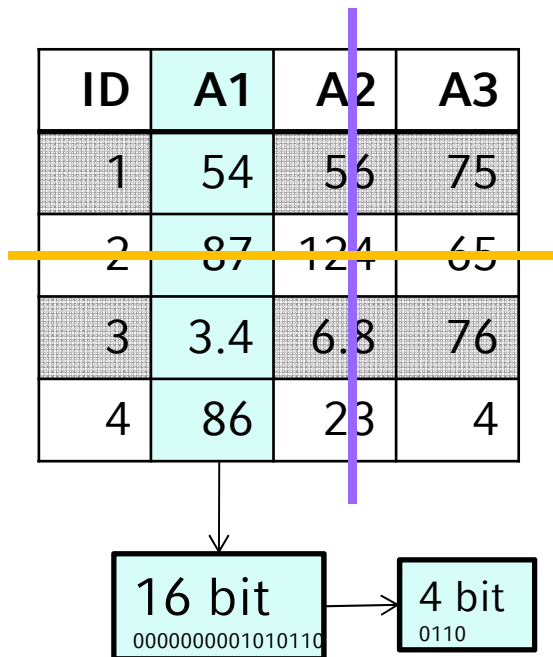 ID A1 A2 A3
1 54 56 75
2 87 124 65
3 3.4 6.8 76
4 86 23 4
16 bit
0000000001010110
4 bit
0110